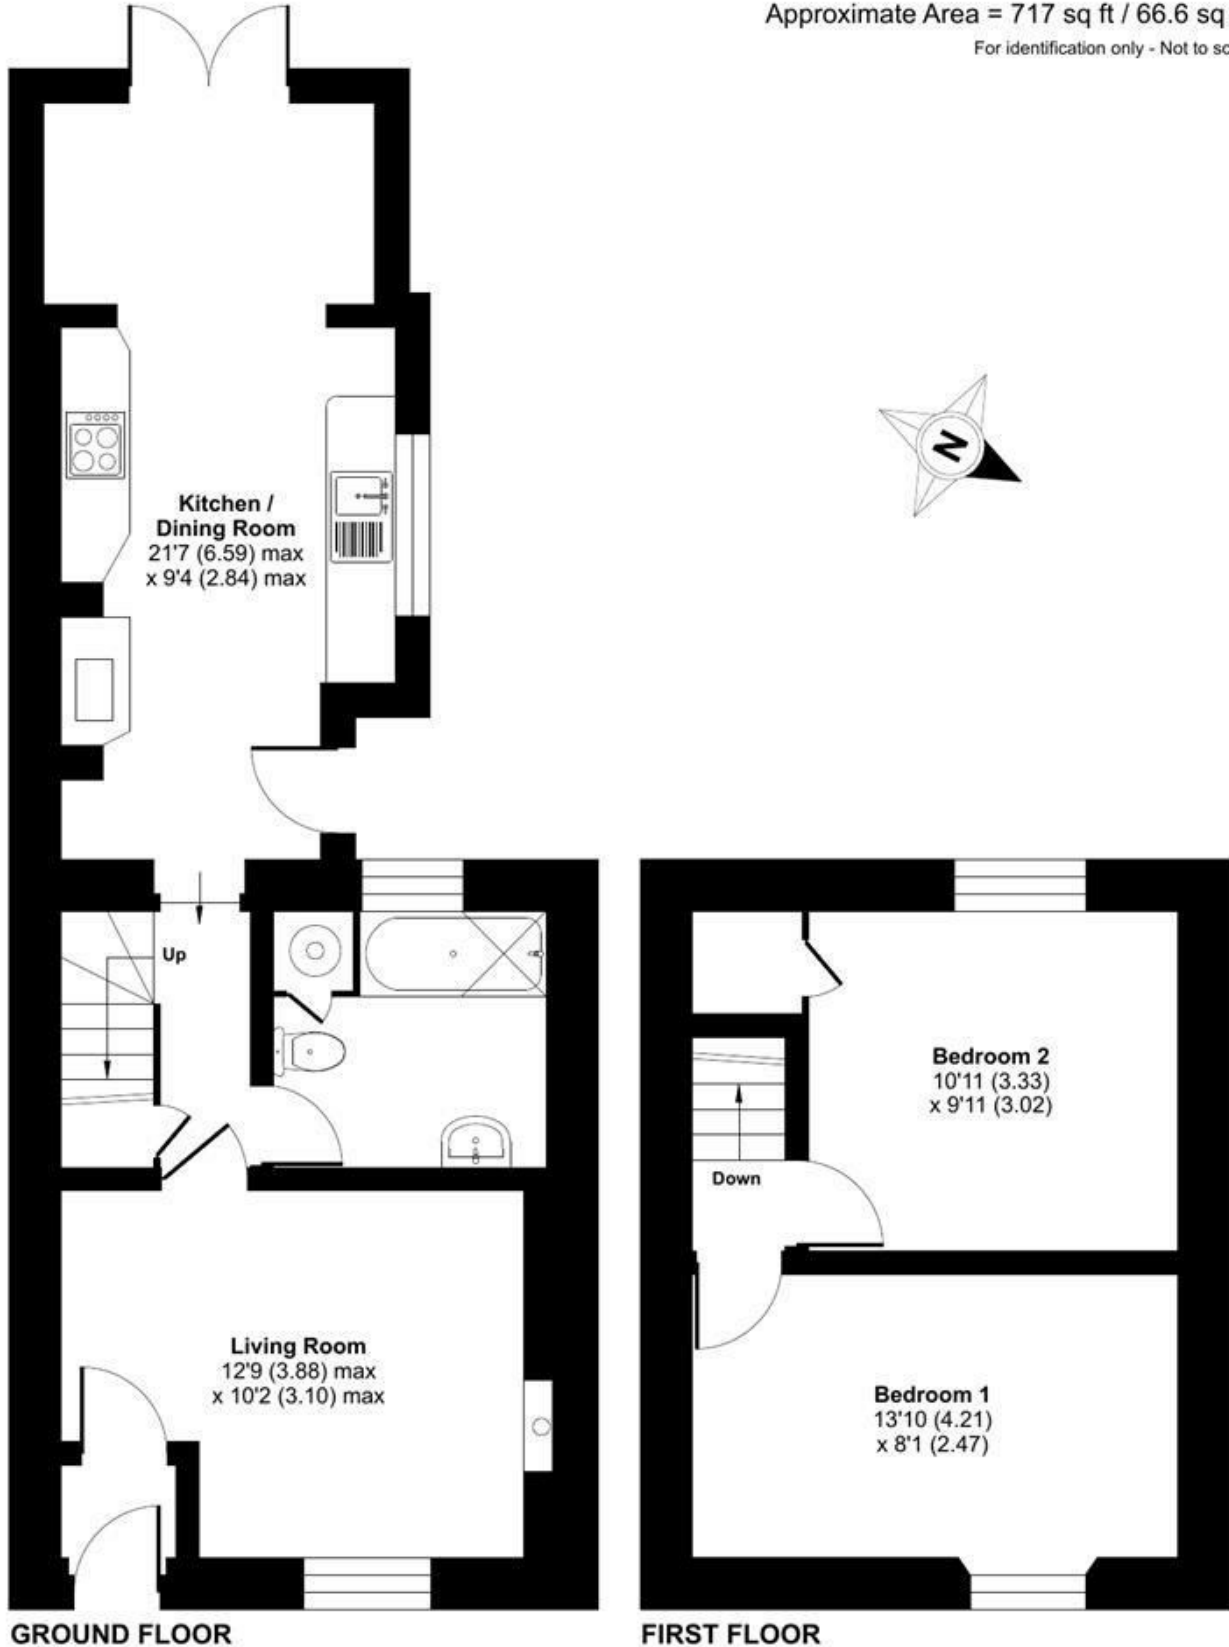 Approximate Area = 717 sq ft / 66.6 sq
For identification only - Not to sc
Kitchen /
Dining Room
21'7 (6.59) max
x 9'4 (2.84) max
N
Up
Living Room
12'9 (3.88) max
x 10'2 (3.10) max
Bedroom 2
10'11 (3.33)
x 9'11 (3.02)
Down
Bedroom 1
13'10 (4.21)
x 8'1 (2.47)
GROUND FLOOR
FIRST FLOOR